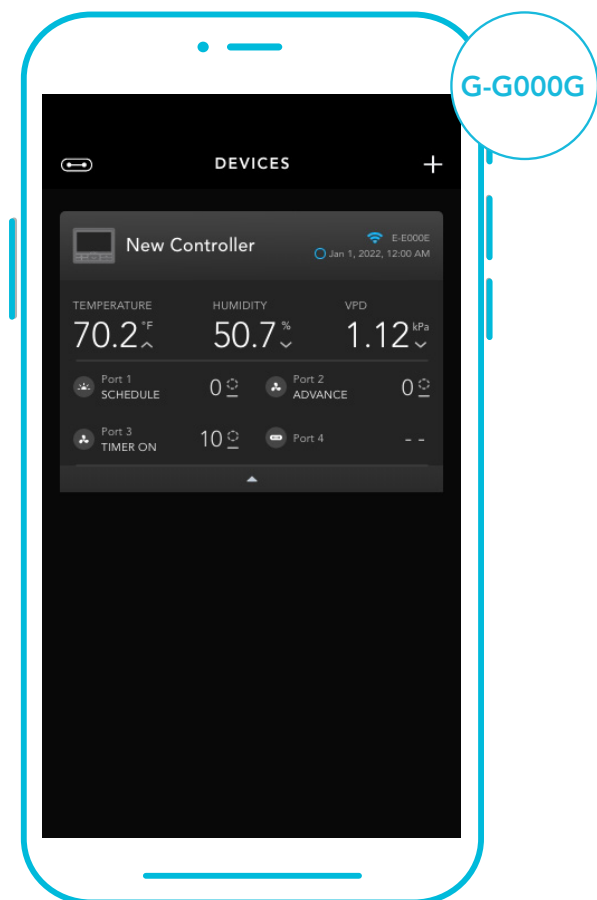 G-G000G
DEVICES
New Controller
E-E000E
Jan 1, 2022, 12:00 AM
TEMPERATURE HUMIDITY VPD
70.2 °F 50.7 % 1.12 kPa
Port 1 Port 2
SCHEDULE 0 ADVANCE 0
Port 3 Port 4
TIMER ON 10 - -